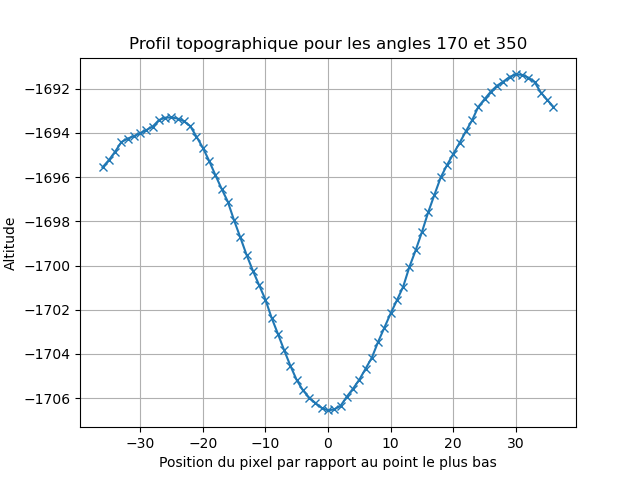 Profil topographique pour les angles 170 et 350
Altitude
−1692
−1694
−1696
−1698
−1700
−1702
−1704
−1706
−30 −20 −10 0 10 20 30
Position du pixel par rapport au point le plus bas